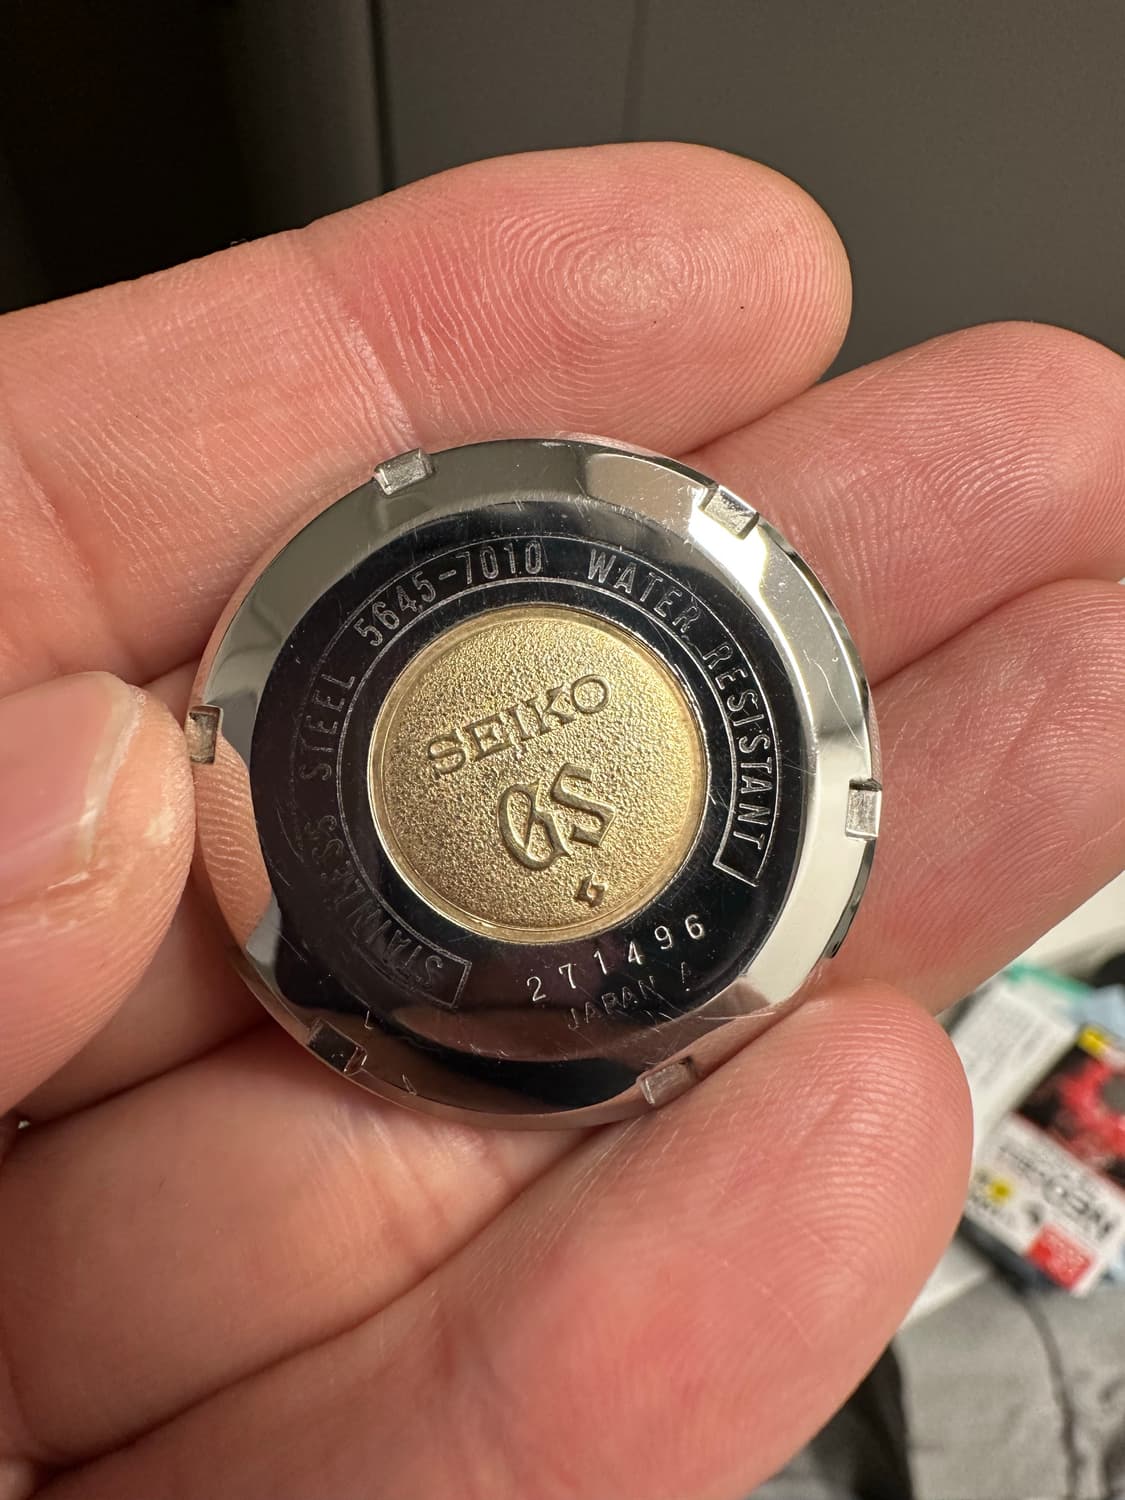 STAINLESS STEEL 5645-7010 WATER RESISTANT
SEIKO
GS
271496
JAPAN A